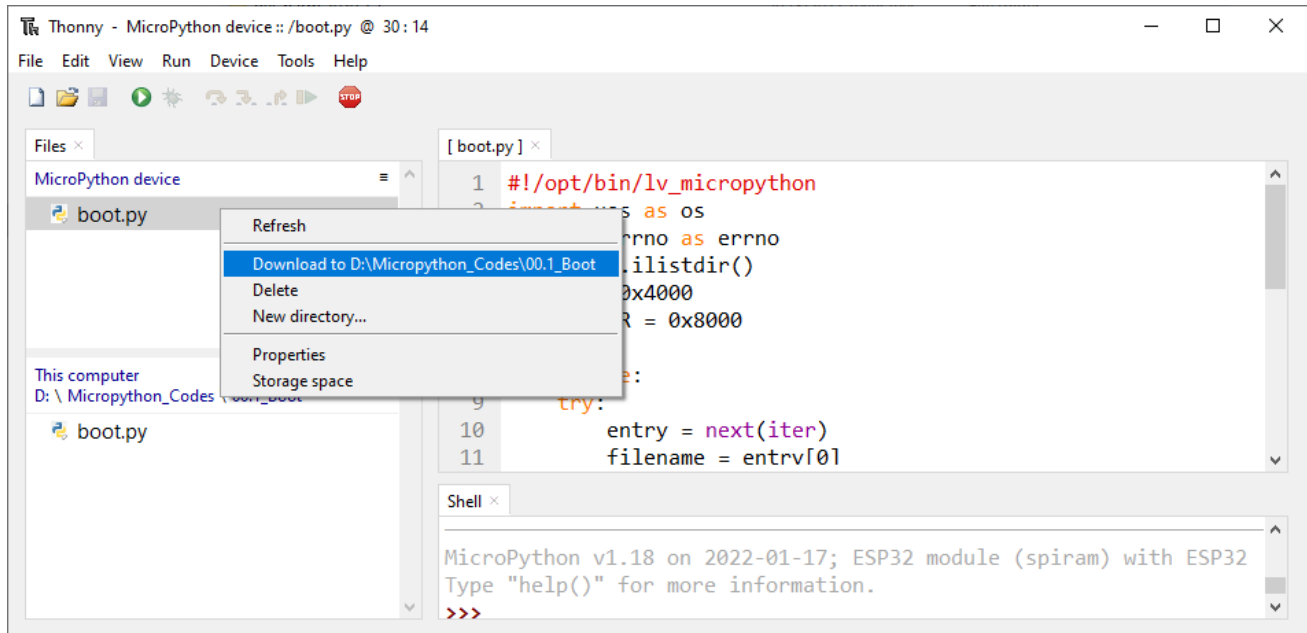 Thonny - MicroPython device :: /boot.py @ 30 : 14
File Edit View Run Device Tools Help
STOP
Files
MicroPython device
boot.py
Refresh
Download to D:\Micropython_Codes\00.1_Boot
Delete
New directory...
Properties
Storage space
This computer
D: \ Micropython_Codes \ 00.1_Boot
boot.py
[ boot.py ]
1 #!/opt/bin/lv_micropython
as os
rrno as errno
.ilistdir()
0x4000
R = 0x8000
e:
9 try:
10 entry = next(iter)
11 filename = entry[0]
Shell
MicroPython v1.18 on 2022-01-17; ESP32 module (spiram) with ESP32
Type "help()" for more information.
>>>